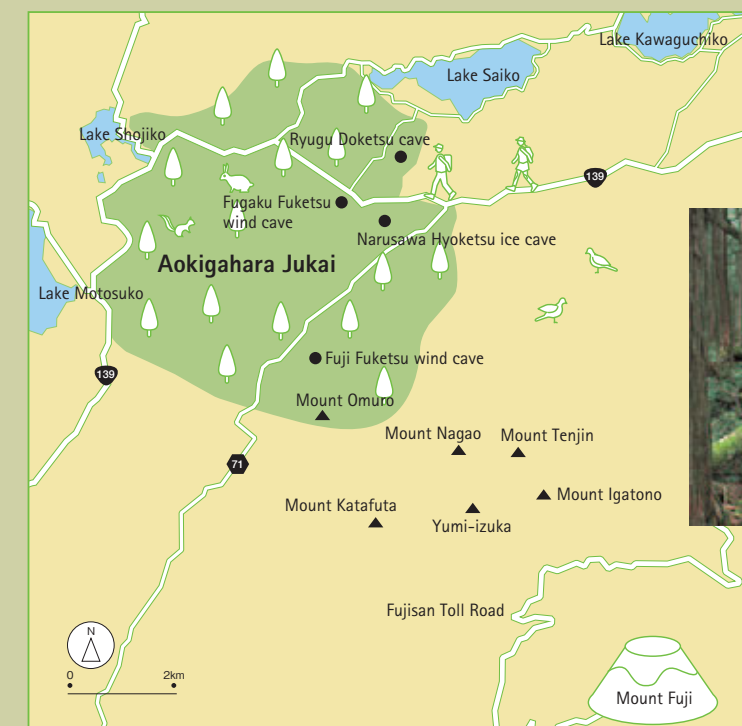 Lake Kawaguchiko
Lake Saiko
Lake Shojiko
Ryugu Doketsu cave
139
Fugaku Fuketsu
wind cave
Narusawa Hyoketsu ice cave
Aokigahara Jukai
Lake Motosuko
Fuji Fuketsu wind cave
139
Mount Omuro
Mount Nagao
Mount Tenjin
71
Mount Igatono
Mount Katafuta
Yumi-izuka
Fujisan Toll Road
N
0
2km
Mount Fuji